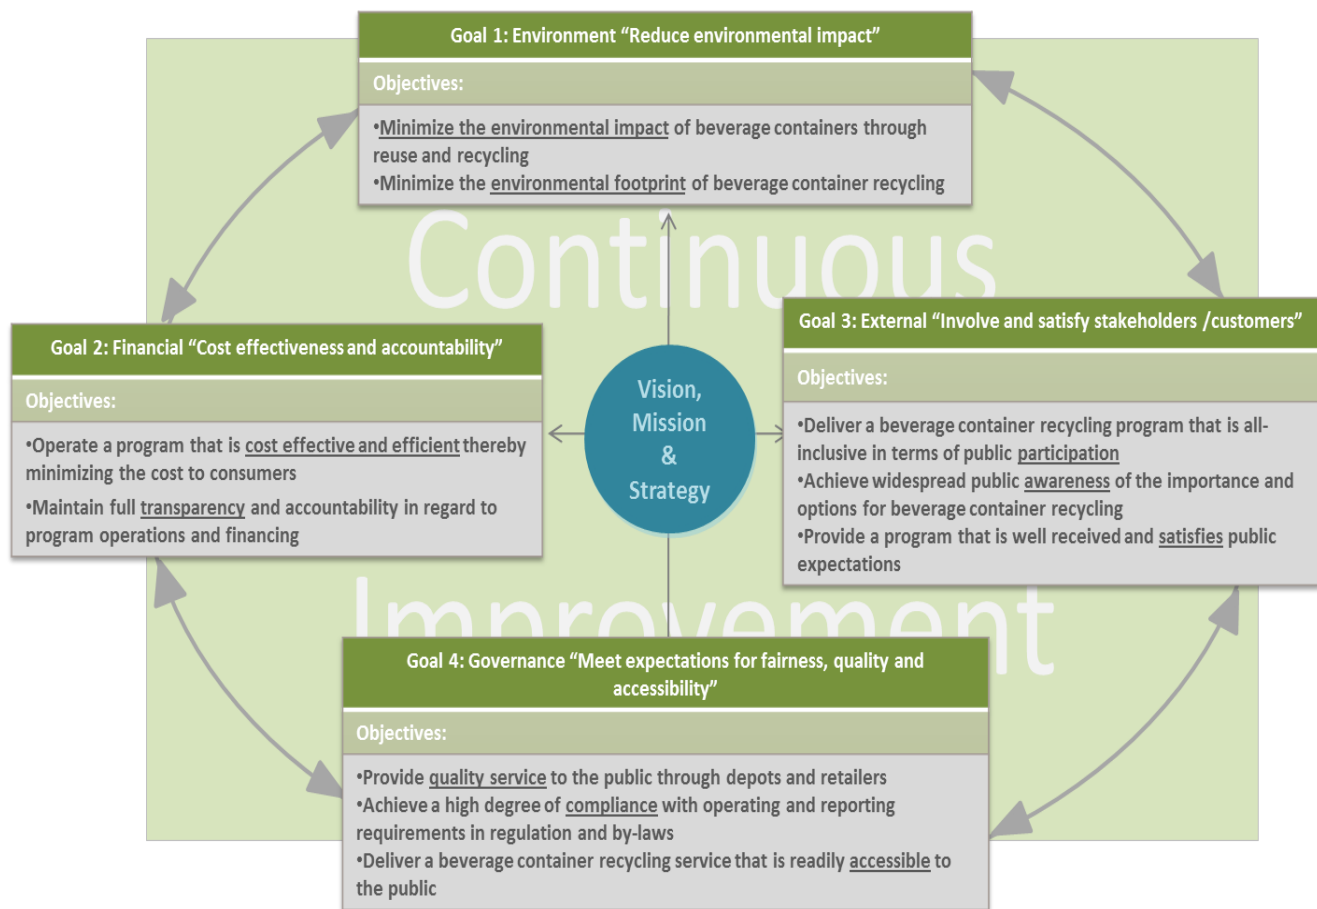 Goal 1: Environment “Reduce environmental impact”
Objectives:
•Minimize the environmental impact of beverage containers through
reuse and recycling
•Minimize the environmental footprint of beverage container recycling
Continuous
Goal 2: Financial “Cost effectiveness and accountability”
Objectives:
•Operate a program that is cost effective and efficient thereby
minimizing the cost to consumers
•Maintain full transparency and accountability in regard to
program operations and financing
Vision,
Mission
&
Strategy
Goal 3: External “Involve and satisfy stakeholders /customers”
Objectives:
•Deliver a beverage container recycling program that is all-
inclusive in terms of public participation
•Achieve widespread public awareness of the importance and
options for beverage container recycling
•Provide a program that is well received and satisfies public
expectations
Improvement
Goal 4: Governance “Meet expectations for fairness, quality and
accessibility”
Objectives:
•Provide quality service to the public through depots and retailers
•Achieve a high degree of compliance with operating and reporting
requirements in regulation and by-laws
•Deliver a beverage container recycling service that is readily accessible to
the public